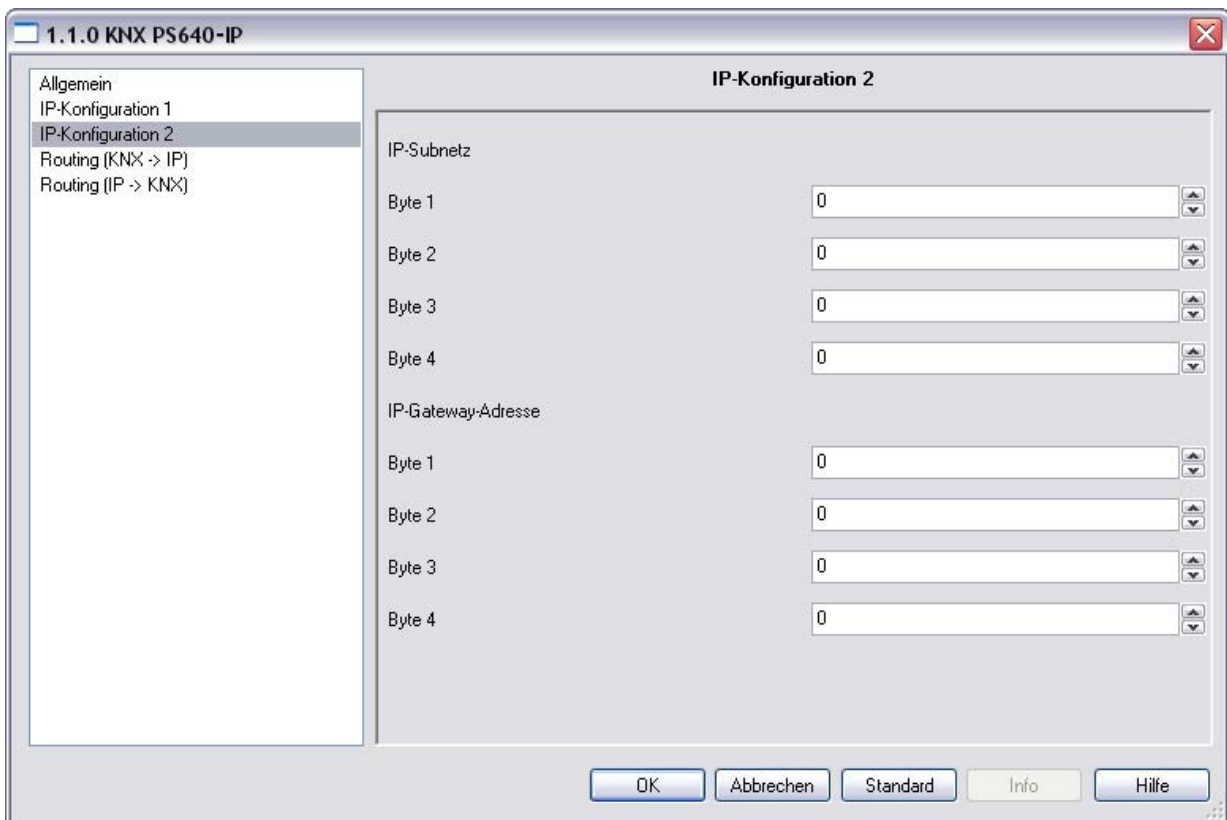 1.1.0 KNX PS640-IP
Allgemein
IP-Konfiguration 1
IP-Konfiguration 2
Routing (KNX -> IP)
Routing (IP -> KNX)
IP-Konfiguration 2
IP-Subnetz
Byte 1 0
Byte 2 0
Byte 3 0
Byte 4 0
IP-Gateway-Adresse
Byte 1 0
Byte 2 0
Byte 3 0
Byte 4 0
OK Abbrechen Standard Info Hilfe